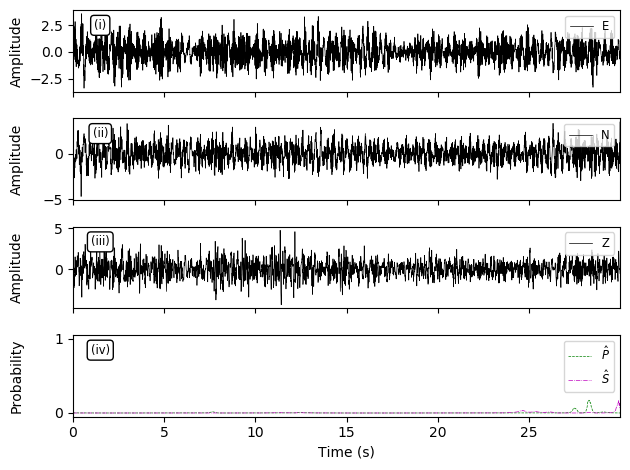 Amplitude
2.5
0.0
−2.5
(i)
E
Amplitude
0
−5
(ii)
N
Amplitude
5
0
(iii)
Z
Probability
1
0
(iv)
P̂
Ŝ
0 5 10 15 20 25
Time (s)